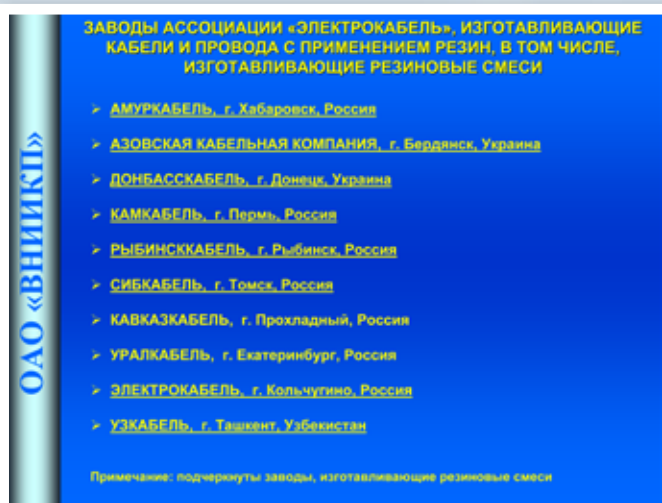 ЗАВОДЫ АССОЦИАЦИИ «ЭЛЕКТРОКАБЕЛЬ», ИЗГОТАВЛИВАЮЩИЕ
КАБЕЛИ И ПРОВОДА С ПРИМЕНЕНИЕМ РЕЗИН, В ТОМ ЧИСЛЕ,
ИЗГОТАВЛИВАЮЩИЕ РЕЗИНОВЫЕ СМЕСИ
ОАО «ВНИИКП»
➢ АМУРКАБЕЛЬ, г. Хабаровск, Россия
➢ АЗОВСКАЯ КАБЕЛЬНАЯ КОМПАНИЯ, г. Бердянск, Украина
➢ ДОНБАССКАБЕЛЬ, г. Донецк, Украина
➢ КАМКАБЕЛЬ, г. Пермь, Россия
➢ РЫБИНСККАБЕЛЬ, г. Рыбинск, Россия
➢ СИБКАБЕЛЬ, г. Томск, Россия
➢ КАВКАЗКАБЕЛЬ, г. Прохладный, Россия
➢ УРАЛКАБЕЛЬ, г. Екатеринбург, Россия
➢ ЭЛЕКТРОКАБЕЛЬ, г. Кольчугино, Россия
➢ УЗКАБЕЛЬ, г. Ташкент, Узбекистан
Примечание: подчеркнуты заводы, изготавливающие резиновые смеси